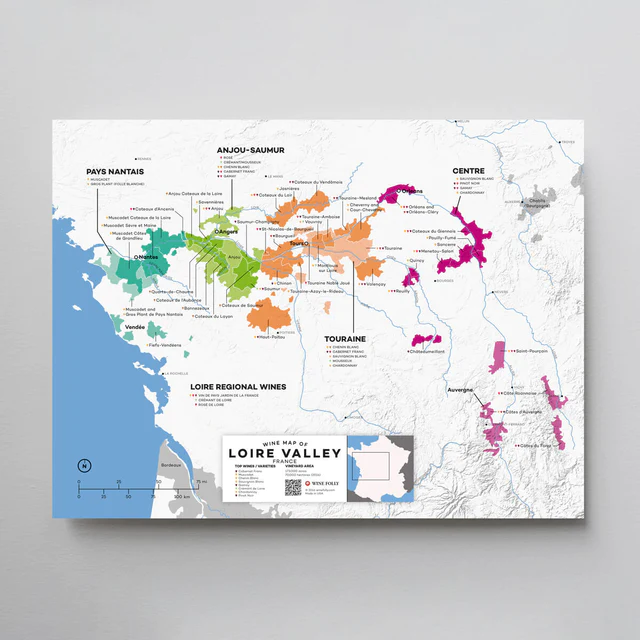 ANJOU-SAUMUR
ROSÉ
CHENIN BLANC
CABERNET FRANC
GAMAY
PAYS NANTAIS
MUSCADET
GROS PLANT (FOLLE BLANCHE)
CENTRE
SAUVIGNON BLANC
PINOT NOIR
GAMAY
CHARDONNAY
Coteaux du Vendômois
Jasnières
Coteaux du Loir
Anjou-Coteaux de la Loire
Savennières
Anjou
Coteaux d'Ancenis
Muscadet Coteaux de la Loire
Muscadet Sèvre et Maine
Muscadet Côtes
de Grandlieu
Saumur-Champigny
St-Nicolas-de-Bourgueil
Bourgueil
Touraine-Mesland
Cheverny and
Cour-Cheverny
Touraine-Amboise
Vouvray
Orléans
Orléans and
Orléans-Cléry
Coteaux du Giennois
Pouilly-Fumé
Sancerre
Menetou-Salon
Quincy
Reuilly
Touraine
Valençay
Nantes
Angers
Anjou
Tours
Montlouis
sur Loire
Chinon
Saumur
Touraine Noble Joué
Touraine-Azay-le-Rideau
Quarts-de-Chaume
Coteaux de l'Aubance
Bonnezeaux
Coteaux du Layon
Coteaux de Saumur
Muscadet and
Gros Plant du Pays Nantais
Vendée
Fiefs-Vendéens
Haut-Poitou
TOURAINE
CHENIN BLANC
CABERNET FRANC
SAUVIGNON BLANC
CHARDONNAY
Châteaumeillant
Saint-Pourçain
Auvergne
Côte Roannaise
Côtes d'Auvergne
Côtes du Forez
Chablis
(Bourgogne)
LA ROCHELLE
LOIRE REGIONAL WINES
VIN DE PAYS JARDIN DE LA FRANCE
CRÉMANT DE LOIRE
ROSÉ DE LOIRE
Bordeaux
N
0 25 50 75 mi
0 25 50 75 100 km
WINE MAP OF
LOIRE VALLEY
FRANCE
TOP WINES / VARIETIES
VINEYARD AREA
WINE FOLLY